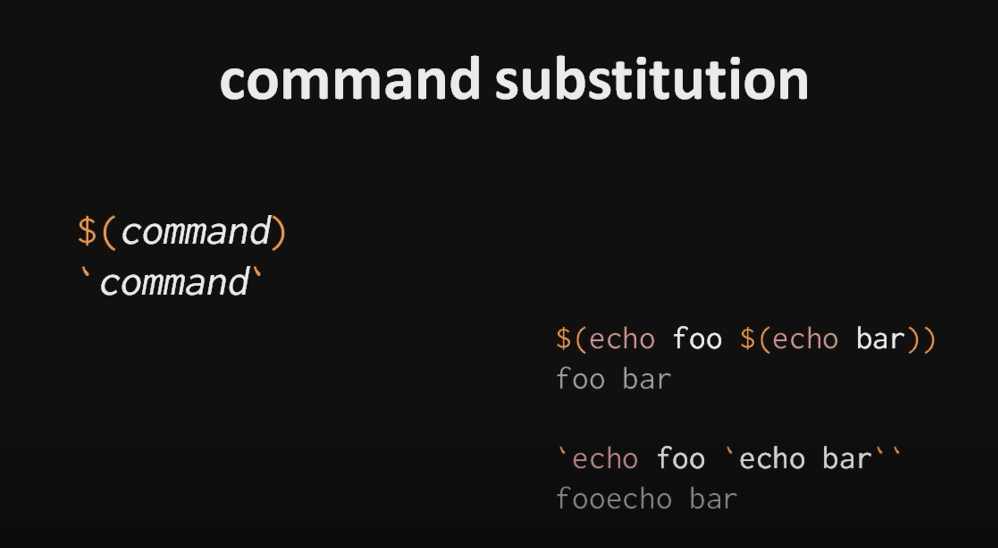 command substitution
$(command)
`command`
$(echo foo $(echo bar))
foo bar
`echo foo `echo bar``
fooecho bar